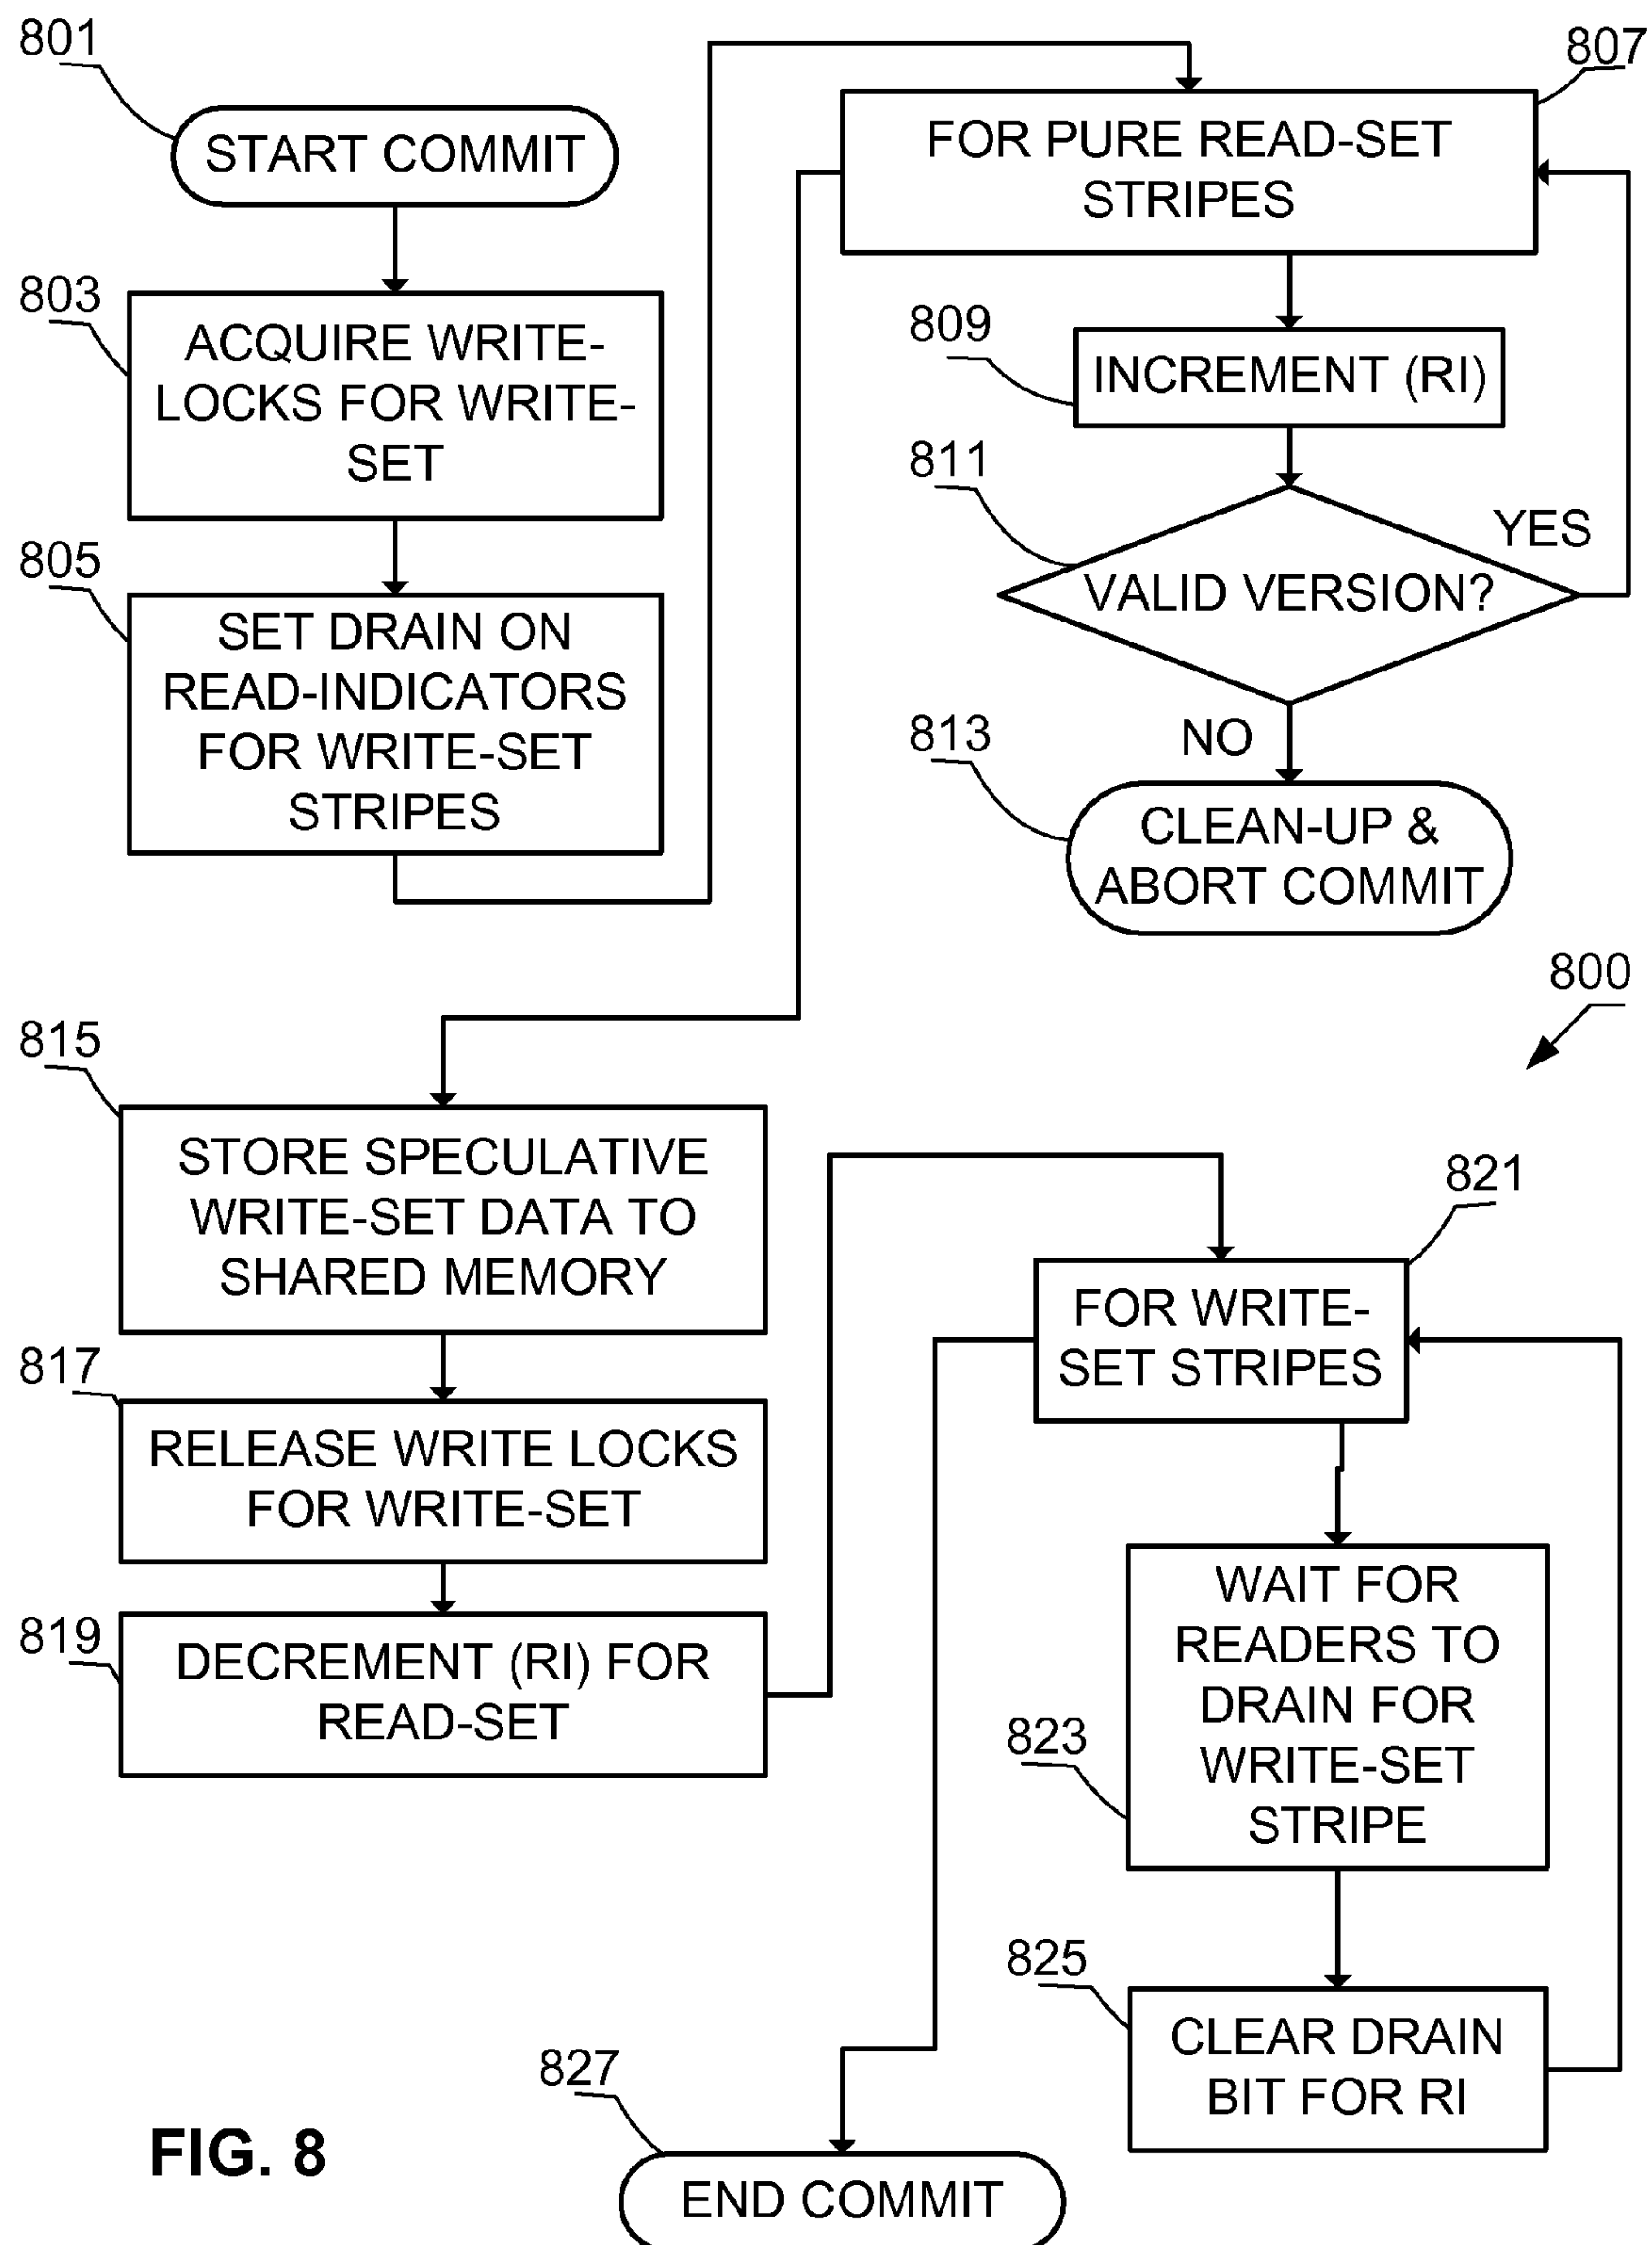 801
START COMMIT
803
ACQUIRE WRITE-
LOCKS FOR WRITE-
SET
805
SET DRAIN ON
READ-INDICATORS
FOR WRITE-SET
STRIPES
807
FOR PURE READ-SET
STRIPES
809
INCREMENT (RI)
811
VALID VERSION?
YES
NO
813
CLEAN-UP &
ABORT COMMIT
800
815
STORE SPECULATIVE
WRITE-SET DATA TO
SHARED MEMORY
817
RELEASE WRITE LOCKS
FOR WRITE-SET
819
DECREMENT (RI) FOR
READ-SET
821
FOR WRITE-
SET STRIPES
823
WAIT FOR
READERS TO
DRAIN FOR
WRITE-SET
STRIPE
825
CLEAR DRAIN
BIT FOR RI
827
END COMMIT
FIG. 8